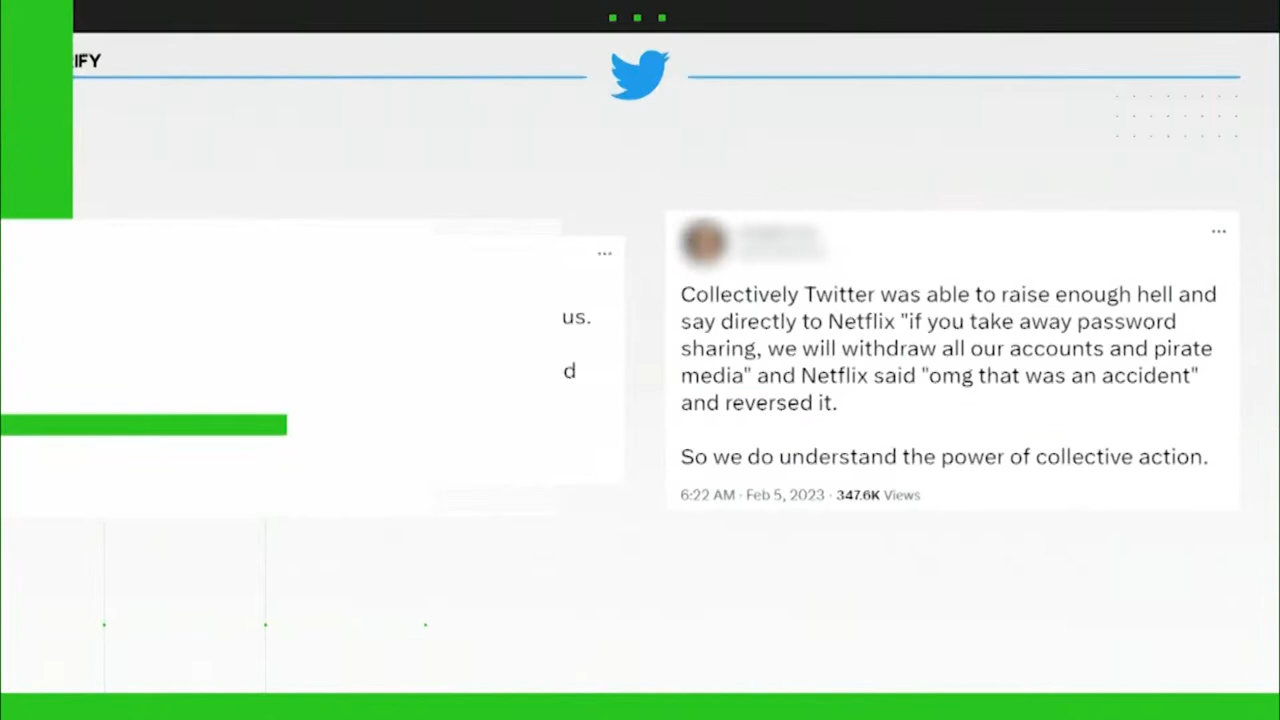 IFY
us.
d
Collectively Twitter was able to raise enough hell and
say directly to Netflix "if you take away password
sharing, we will withdraw all our accounts and pirate
media" and Netflix said "omg that was an accident"
and reversed it.
So we do understand the power of collective action.
6:22 AM · Feb 5, 2023 · 347.6K Views